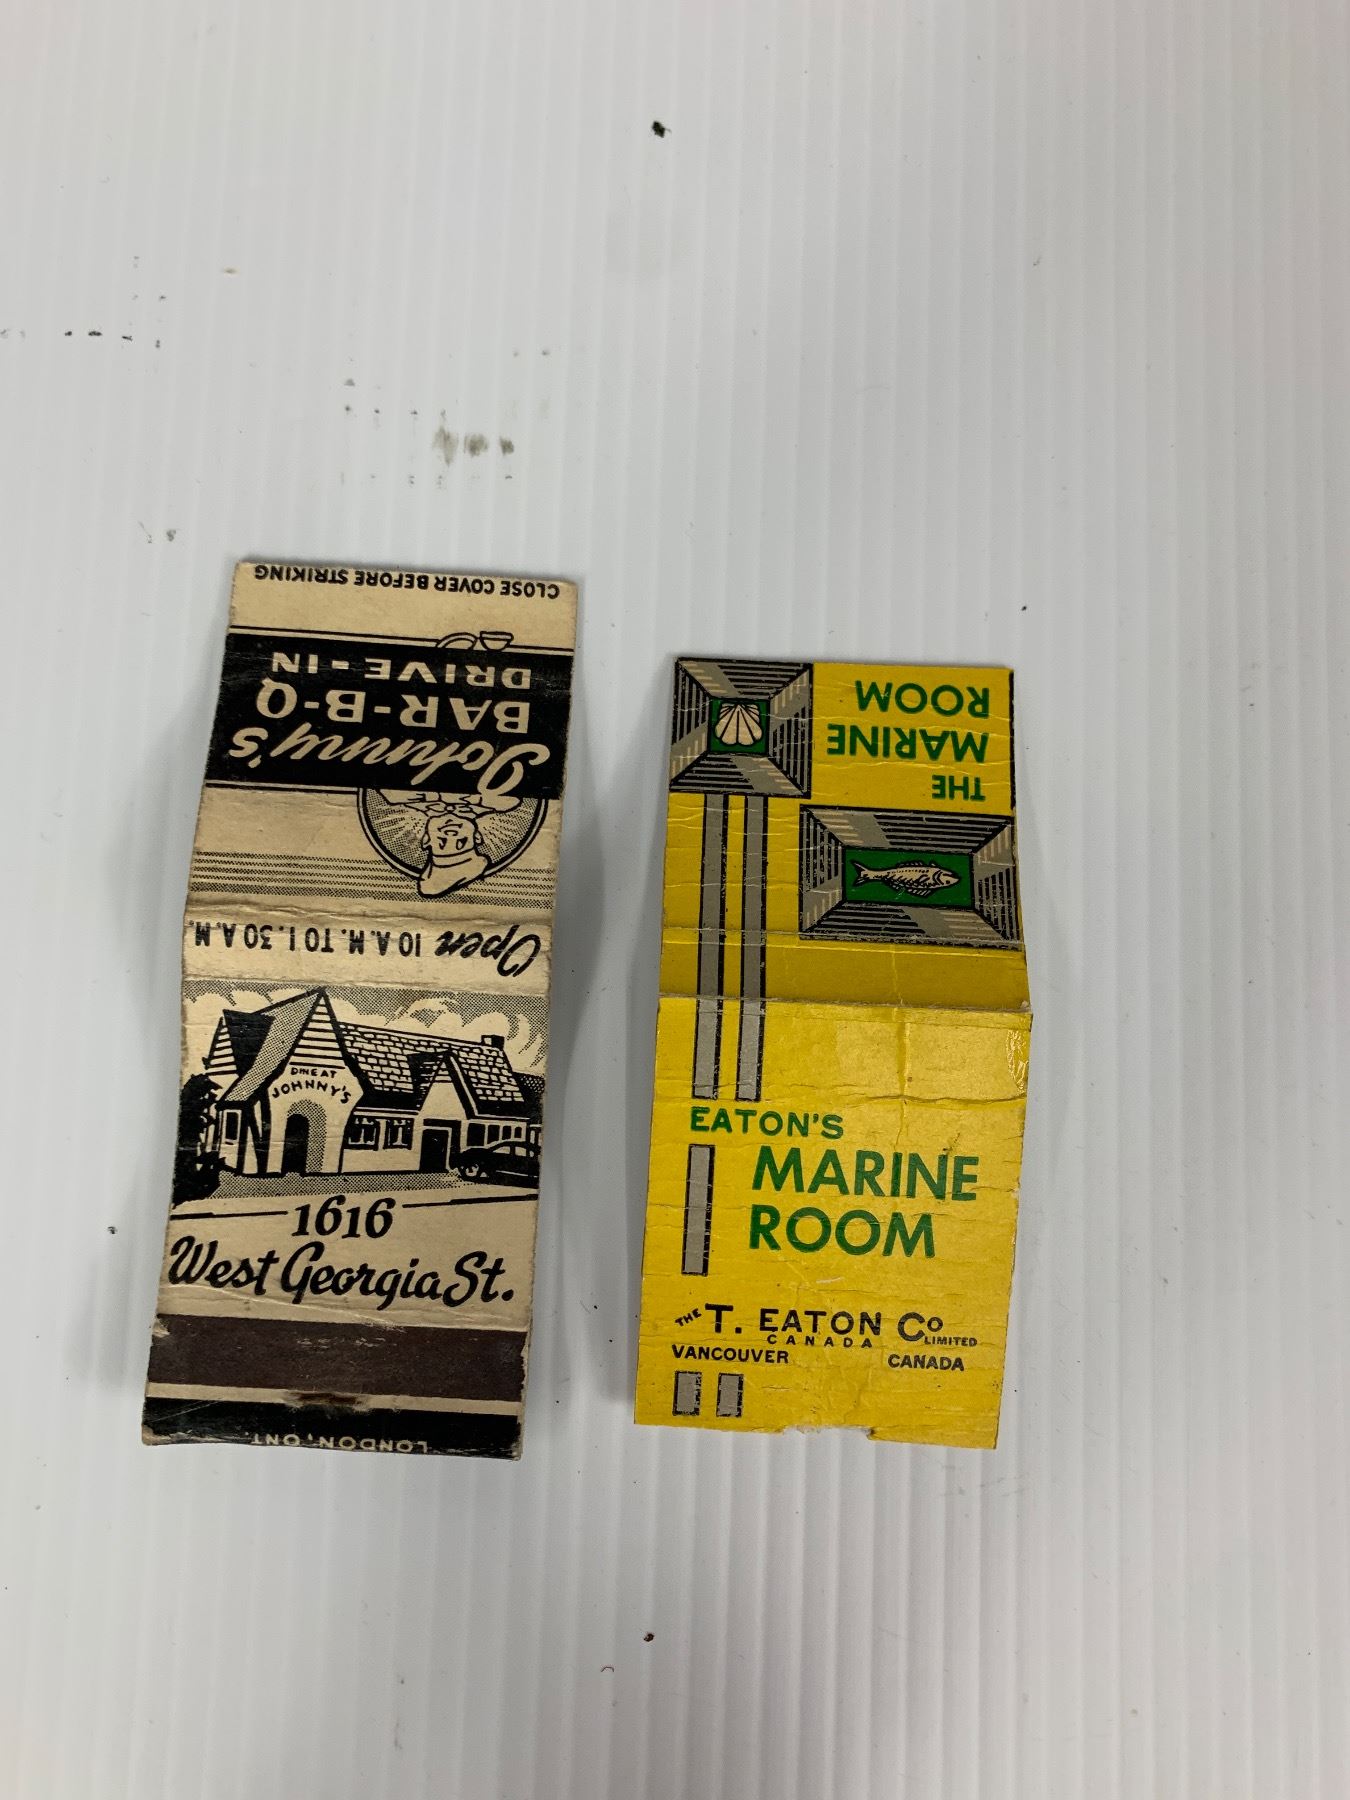 CLOSE COVER BEFORE STRIKING
Johnny's
BAR-B-Q
DRIVE-IN
Open 10 A.M. TO 1.30 A.M.
DINE AT
JOHNNY'S
1616
West Georgia St.
LONDON, ONT.
THE
MARINE
ROOM
EATON'S
MARINE
ROOM
THE T. EATON Co LIMITED
CANADA
VANCOUVER CANADA